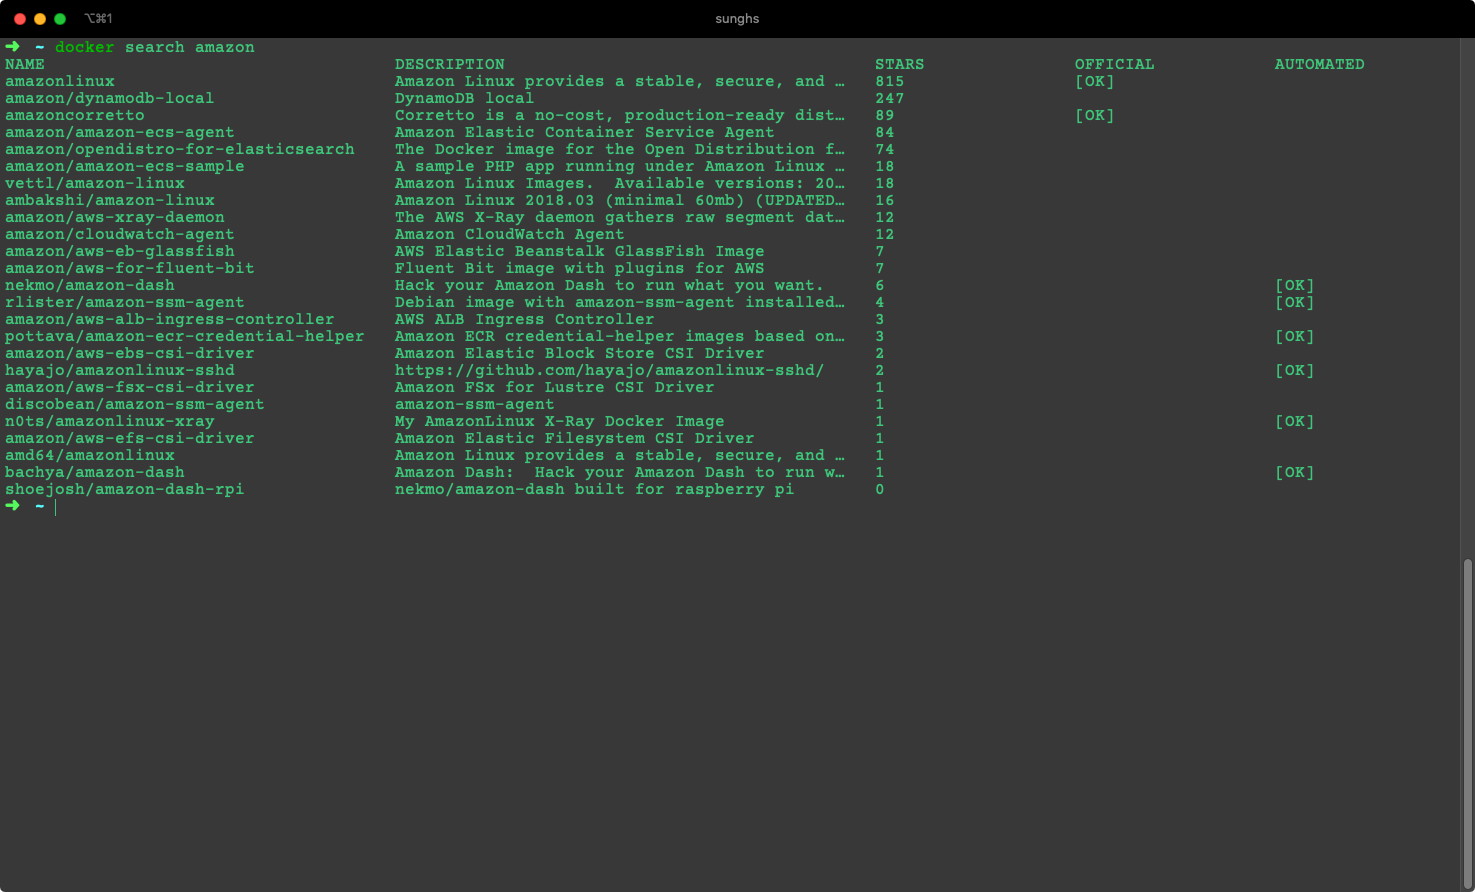 ⌥⌘1 sunghs
➜ ~ docker search amazon
NAME DESCRIPTION STARS OFFICIAL AUTOMATED
amazonlinux Amazon Linux provides a stable, secure, and … 815 [OK]
amazon/dynamodb-local DynamoDB local 247
amazoncorretto Corretto is a no-cost, production-ready dist… 89 [OK]
amazon/amazon-ecs-agent Amazon Elastic Container Service Agent 84
amazon/opendistro-for-elasticsearch The Docker image for the Open Distribution f… 74
amazon/amazon-ecs-sample A sample PHP app running under Amazon Linux … 18
vettl/amazon-linux Amazon Linux Images.  Available versions: 20… 18
ambakshi/amazon-linux Amazon Linux 2018.03 (minimal 60mb) (UPDATED… 16
amazon/aws-xray-daemon The AWS X-Ray daemon gathers raw segment dat… 12
amazon/cloudwatch-agent Amazon CloudWatch Agent 12
amazon/aws-eb-glassfish AWS Elastic Beanstalk GlassFish Image 7
amazon/aws-for-fluent-bit Fluent Bit image with plugins for AWS 7
nekmo/amazon-dash Hack your Amazon Dash to run what you want. 6 [OK]
rlister/amazon-ssm-agent Debian image with amazon-ssm-agent installed… 4 [OK]
amazon/aws-alb-ingress-controller AWS ALB Ingress Controller 3
pottava/amazon-ecr-credential-helper Amazon ECR credential-helper images based on… 3 [OK]
amazon/aws-ebs-csi-driver Amazon Elastic Block Store CSI Driver 2
hayajo/amazonlinux-sshd https://github.com/hayajo/amazonlinux-sshd/ 2 [OK]
amazon/aws-fsx-csi-driver Amazon FSx for Lustre CSI Driver 1
discobean/amazon-ssm-agent amazon-ssm-agent 1
n0ts/amazonlinux-xray My AmazonLinux X-Ray Docker Image 1 [OK]
amazon/aws-efs-csi-driver Amazon Elastic Filesystem CSI Driver 1
amd64/amazonlinux Amazon Linux provides a stable, secure, and … 1
bachya/amazon-dash Amazon Dash:  Hack your Amazon Dash to run w… 1 [OK]
shoejosh/amazon-dash-rpi nekmo/amazon-dash built for raspberry pi 0
➜ ~